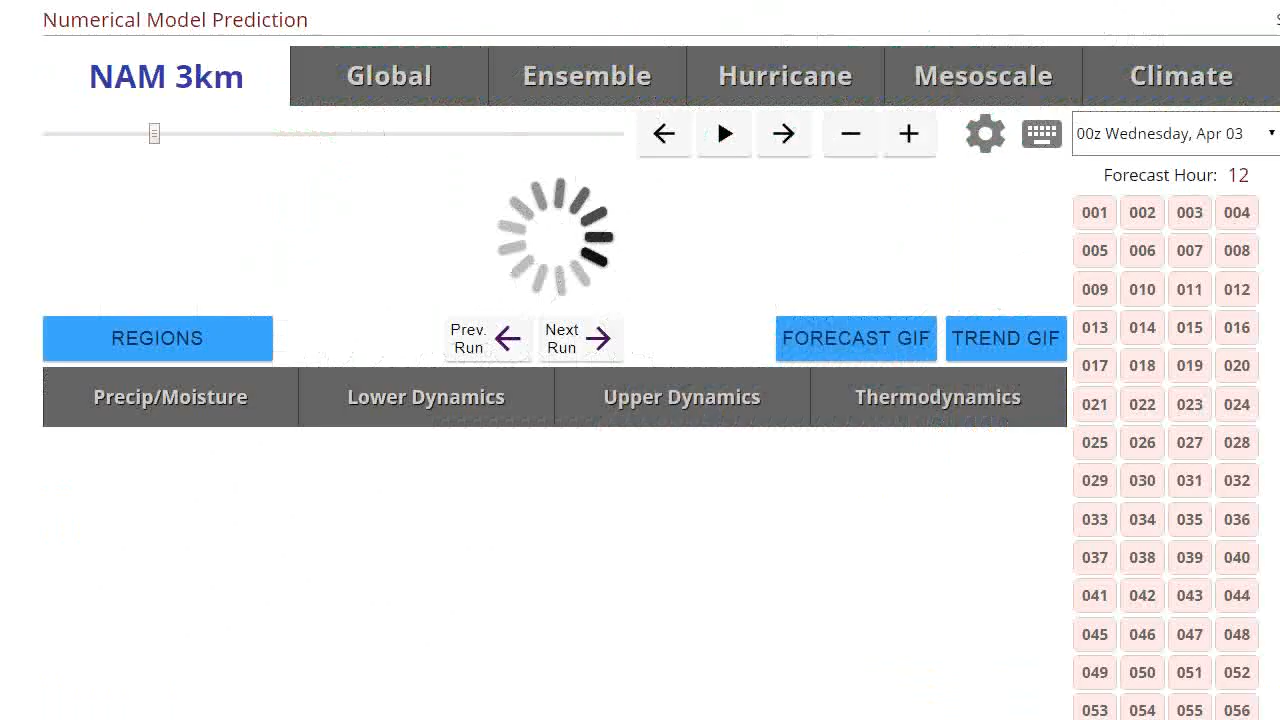 Numerical Model Prediction
NAM 3km
Global
Ensemble
Hurricane
Mesoscale
Climate
00z Wednesday, Apr 03
Forecast Hour: 12
001 002 003 004
005 006 007 008
009 010 011 012
013 014 015 016
017 018 019 020
021 022 023 024
025 026 027 028
029 030 031 032
033 034 035 036
037 038 039 040
041 042 043 044
045 046 047 048
049 050 051 052
053 054 055 056
REGIONS
Prev. Run
Next Run
FORECAST GIF
TREND GIF
Precip/Moisture
Lower Dynamics
Upper Dynamics
Thermodynamics